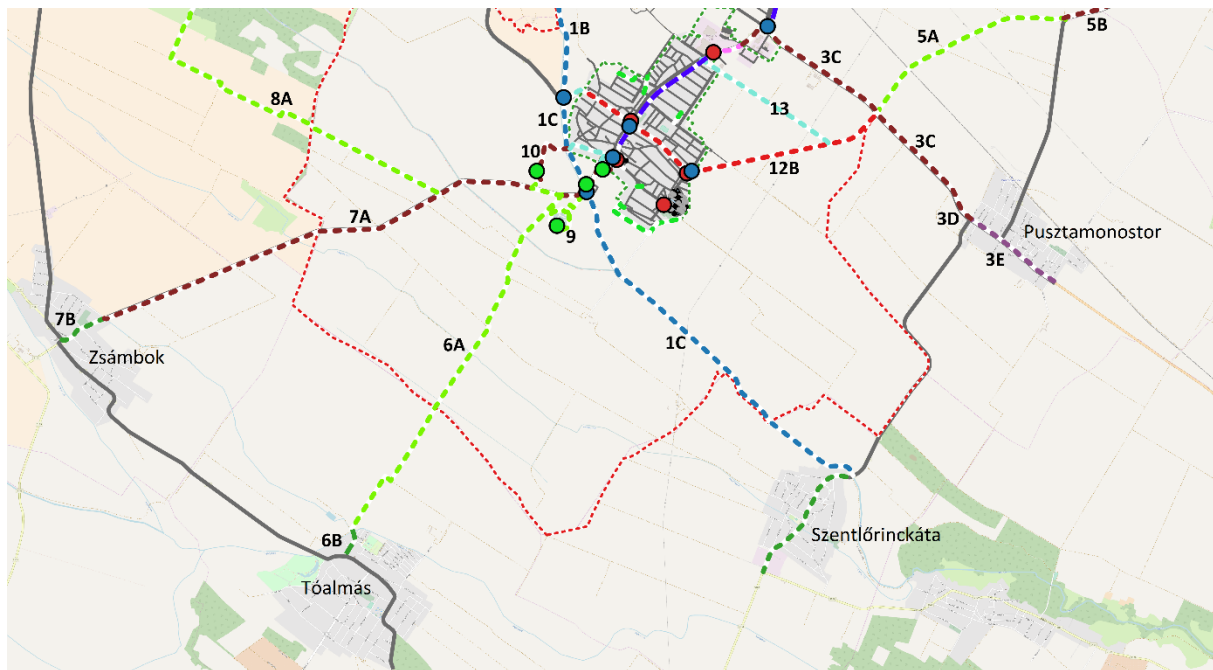 1B
5A
5B
3C
8A
13
1C
3C
10
12B
7A
3D
Pusztamonostor
9
3E
7B
6A
1C
Zsámbok
Szentlőrinckáta
6B
Tóalmás